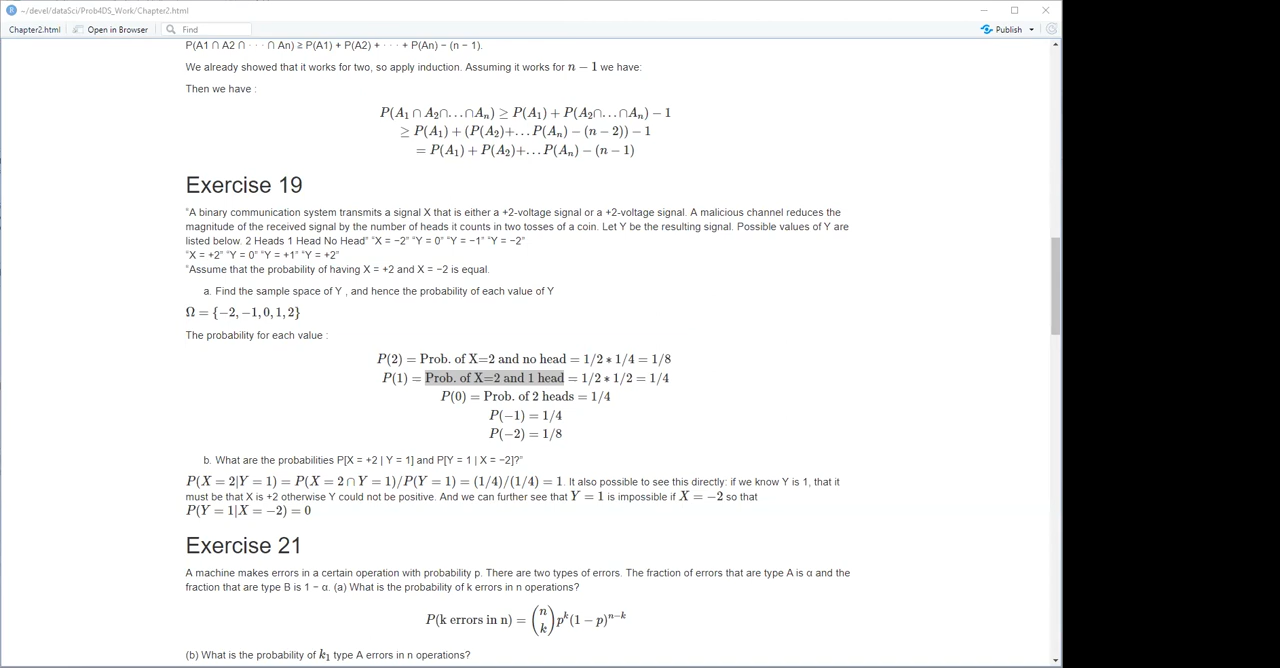 ~/devel/dataSci/Prob4DS_Work/Chapter2.html
Chapter2.html Open in Browser Find Publish
P(A1 ∩ A2 ∩ · · · ∩ An) ≥ P(A1) + P(A2) + · · · + P(An) − (n − 1).
We already showed that it works for two, so apply induction. Assuming it works for n − 1 we have:
Then we have :
P(A₁ ∩ A₂∩…∩Aₙ) ≥ P(A₁) + P(A₂∩…∩Aₙ) − 1
≥ P(A₁) + (P(A₂)+…P(Aₙ) − (n − 2)) − 1
= P(A₁) + P(A₂)+…P(Aₙ) − (n − 1)
Exercise 19
“A binary communication system transmits a signal X that is either a +2-voltage signal or a +2-voltage signal. A malicious channel reduces the
magnitude of the received signal by the number of heads it counts in two tosses of a coin. Let Y be the resulting signal. Possible values of Y are
listed below. 2 Heads 1 Head No Head” “X = −2” “Y = 0” “Y = −1” “Y = −2”
“X = +2” “Y = 0” “Y = +1” “Y = +2”
“Assume that the probability of having X = +2 and X = −2 is equal.
a. Find the sample space of Y , and hence the probability of each value of Y
Ω = {−2, −1, 0, 1, 2}
The probability for each value :
P(2) = Prob. of X=2 and no head = 1/2 ∗ 1/4 = 1/8
P(1) = Prob. of X=2 and 1 head = 1/2 ∗ 1/2 = 1/4
P(0) = Prob. of 2 heads = 1/4
P(−1) = 1/4
P(−2) = 1/8
b. What are the probabilities P[X = +2 | Y = 1] and P[Y = 1 | X = −2]?”
P(X = 2|Y = 1) = P(X = 2 ∩ Y = 1)/P(Y = 1) = (1/4)/(1/4) = 1. It also possible to see this directly: if we know Y is 1, that it
must be that X is +2 otherwise Y could not be positive. And we can further see that Y = 1 is impossible if X = −2 so that
P(Y = 1|X = −2) = 0
Exercise 21
A machine makes errors in a certain operation with probability p. There are two types of errors. The fraction of errors that are type A is α and the
fraction that are type B is 1 − α. (a) What is the probability of k errors in n operations?
P(k errors in n) = (n k) pᵏ(1 − p)ⁿ⁻ᵏ
(b) What is the probability of k₁ type A errors in n operations?